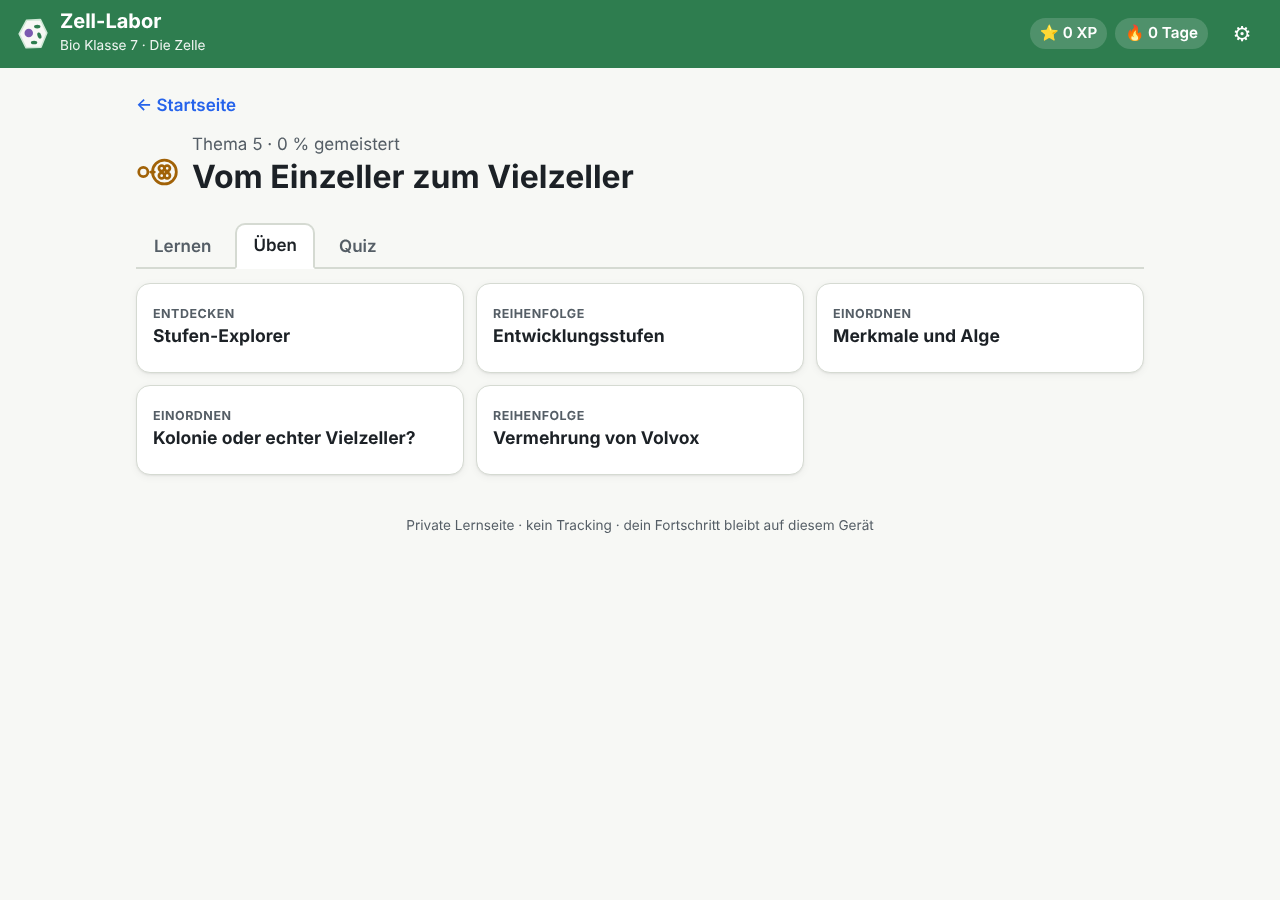 Zell-Labor
Bio Klasse 7 · Die Zelle
⭐ 0 XP
🔥 0 Tage
← Startseite
Thema 5 · 0 % gemeistert
Vom Einzeller zum Vielzeller
Lernen
Üben
Quiz
ENTDECKEN
Stufen-Explorer
REIHENFOLGE
Entwicklungsstufen
EINORDNEN
Merkmale und Alge
EINORDNEN
Kolonie oder echter Vielzeller?
REIHENFOLGE
Vermehrung von Volvox
Private Lernseite · kein Tracking · dein Fortschritt bleibt auf diesem Gerät